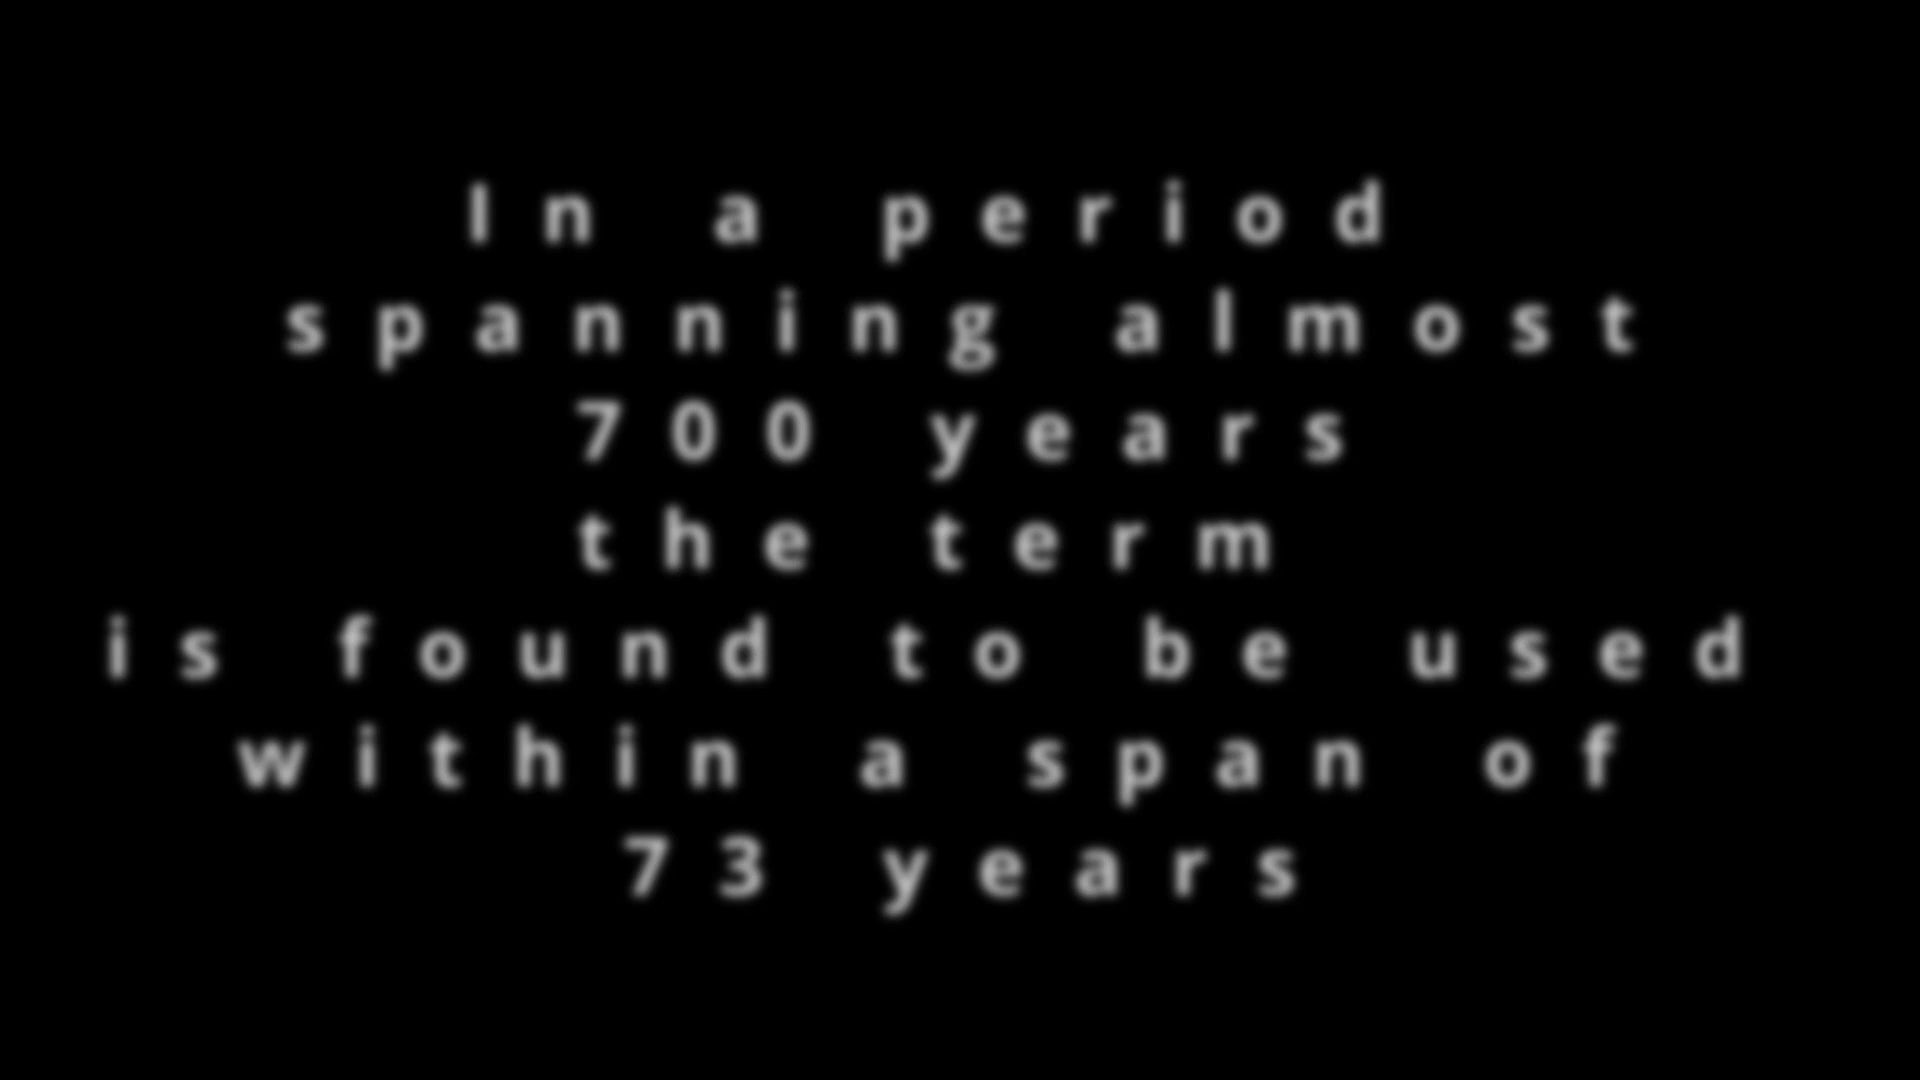 In a period
spanning almost
700 years
the term
is found to be used
within a span of
73 years